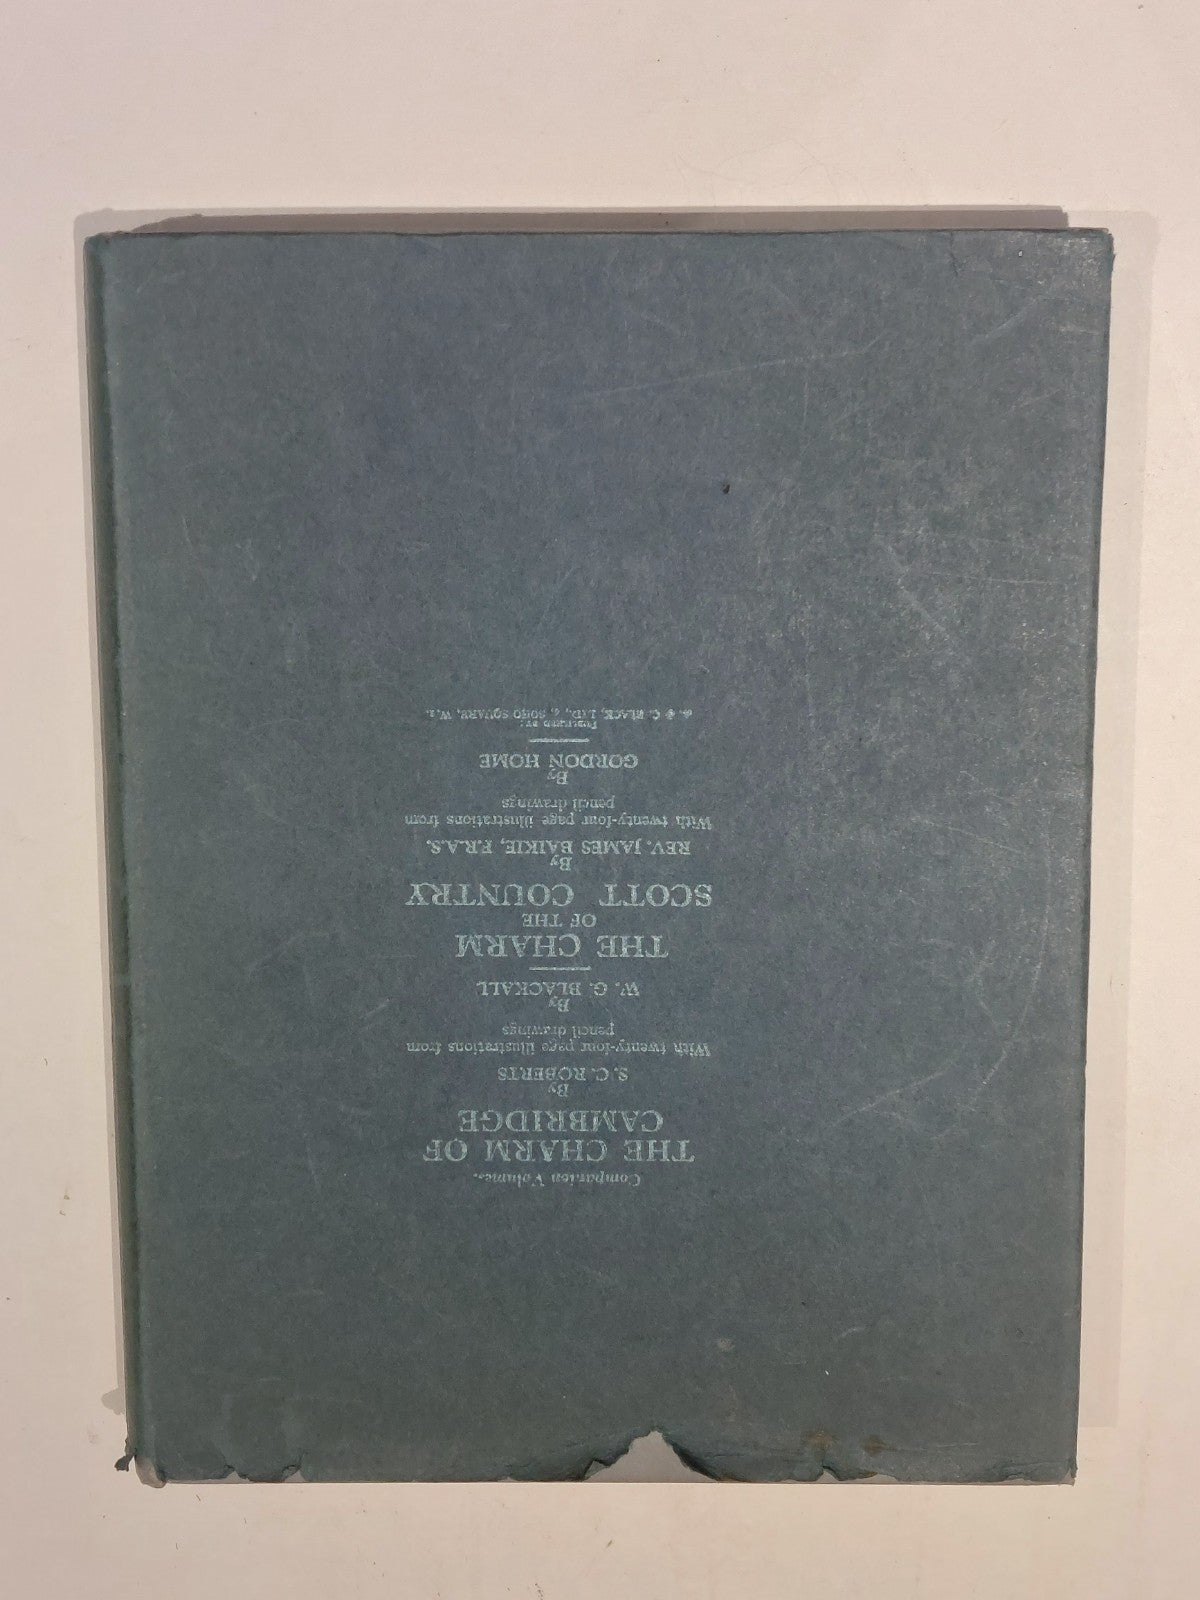 Companion Volumes.
THE CHARM OF
CAMBRIDGE
By
S. C. ROBERTS
With twenty-four page illustrations from
pencil drawings
By
W. G. BLACKALL
THE CHARM
OF THE
SCOTT COUNTRY
By
REV. JAMES BAIKIE, F.R.A.S.
With twenty-four page illustrations from
pencil drawings
By
GORDON HOME
PUBLISHED BY:
A. & C. BLACK, LTD., 4, SOHO SQUARE, W.1.